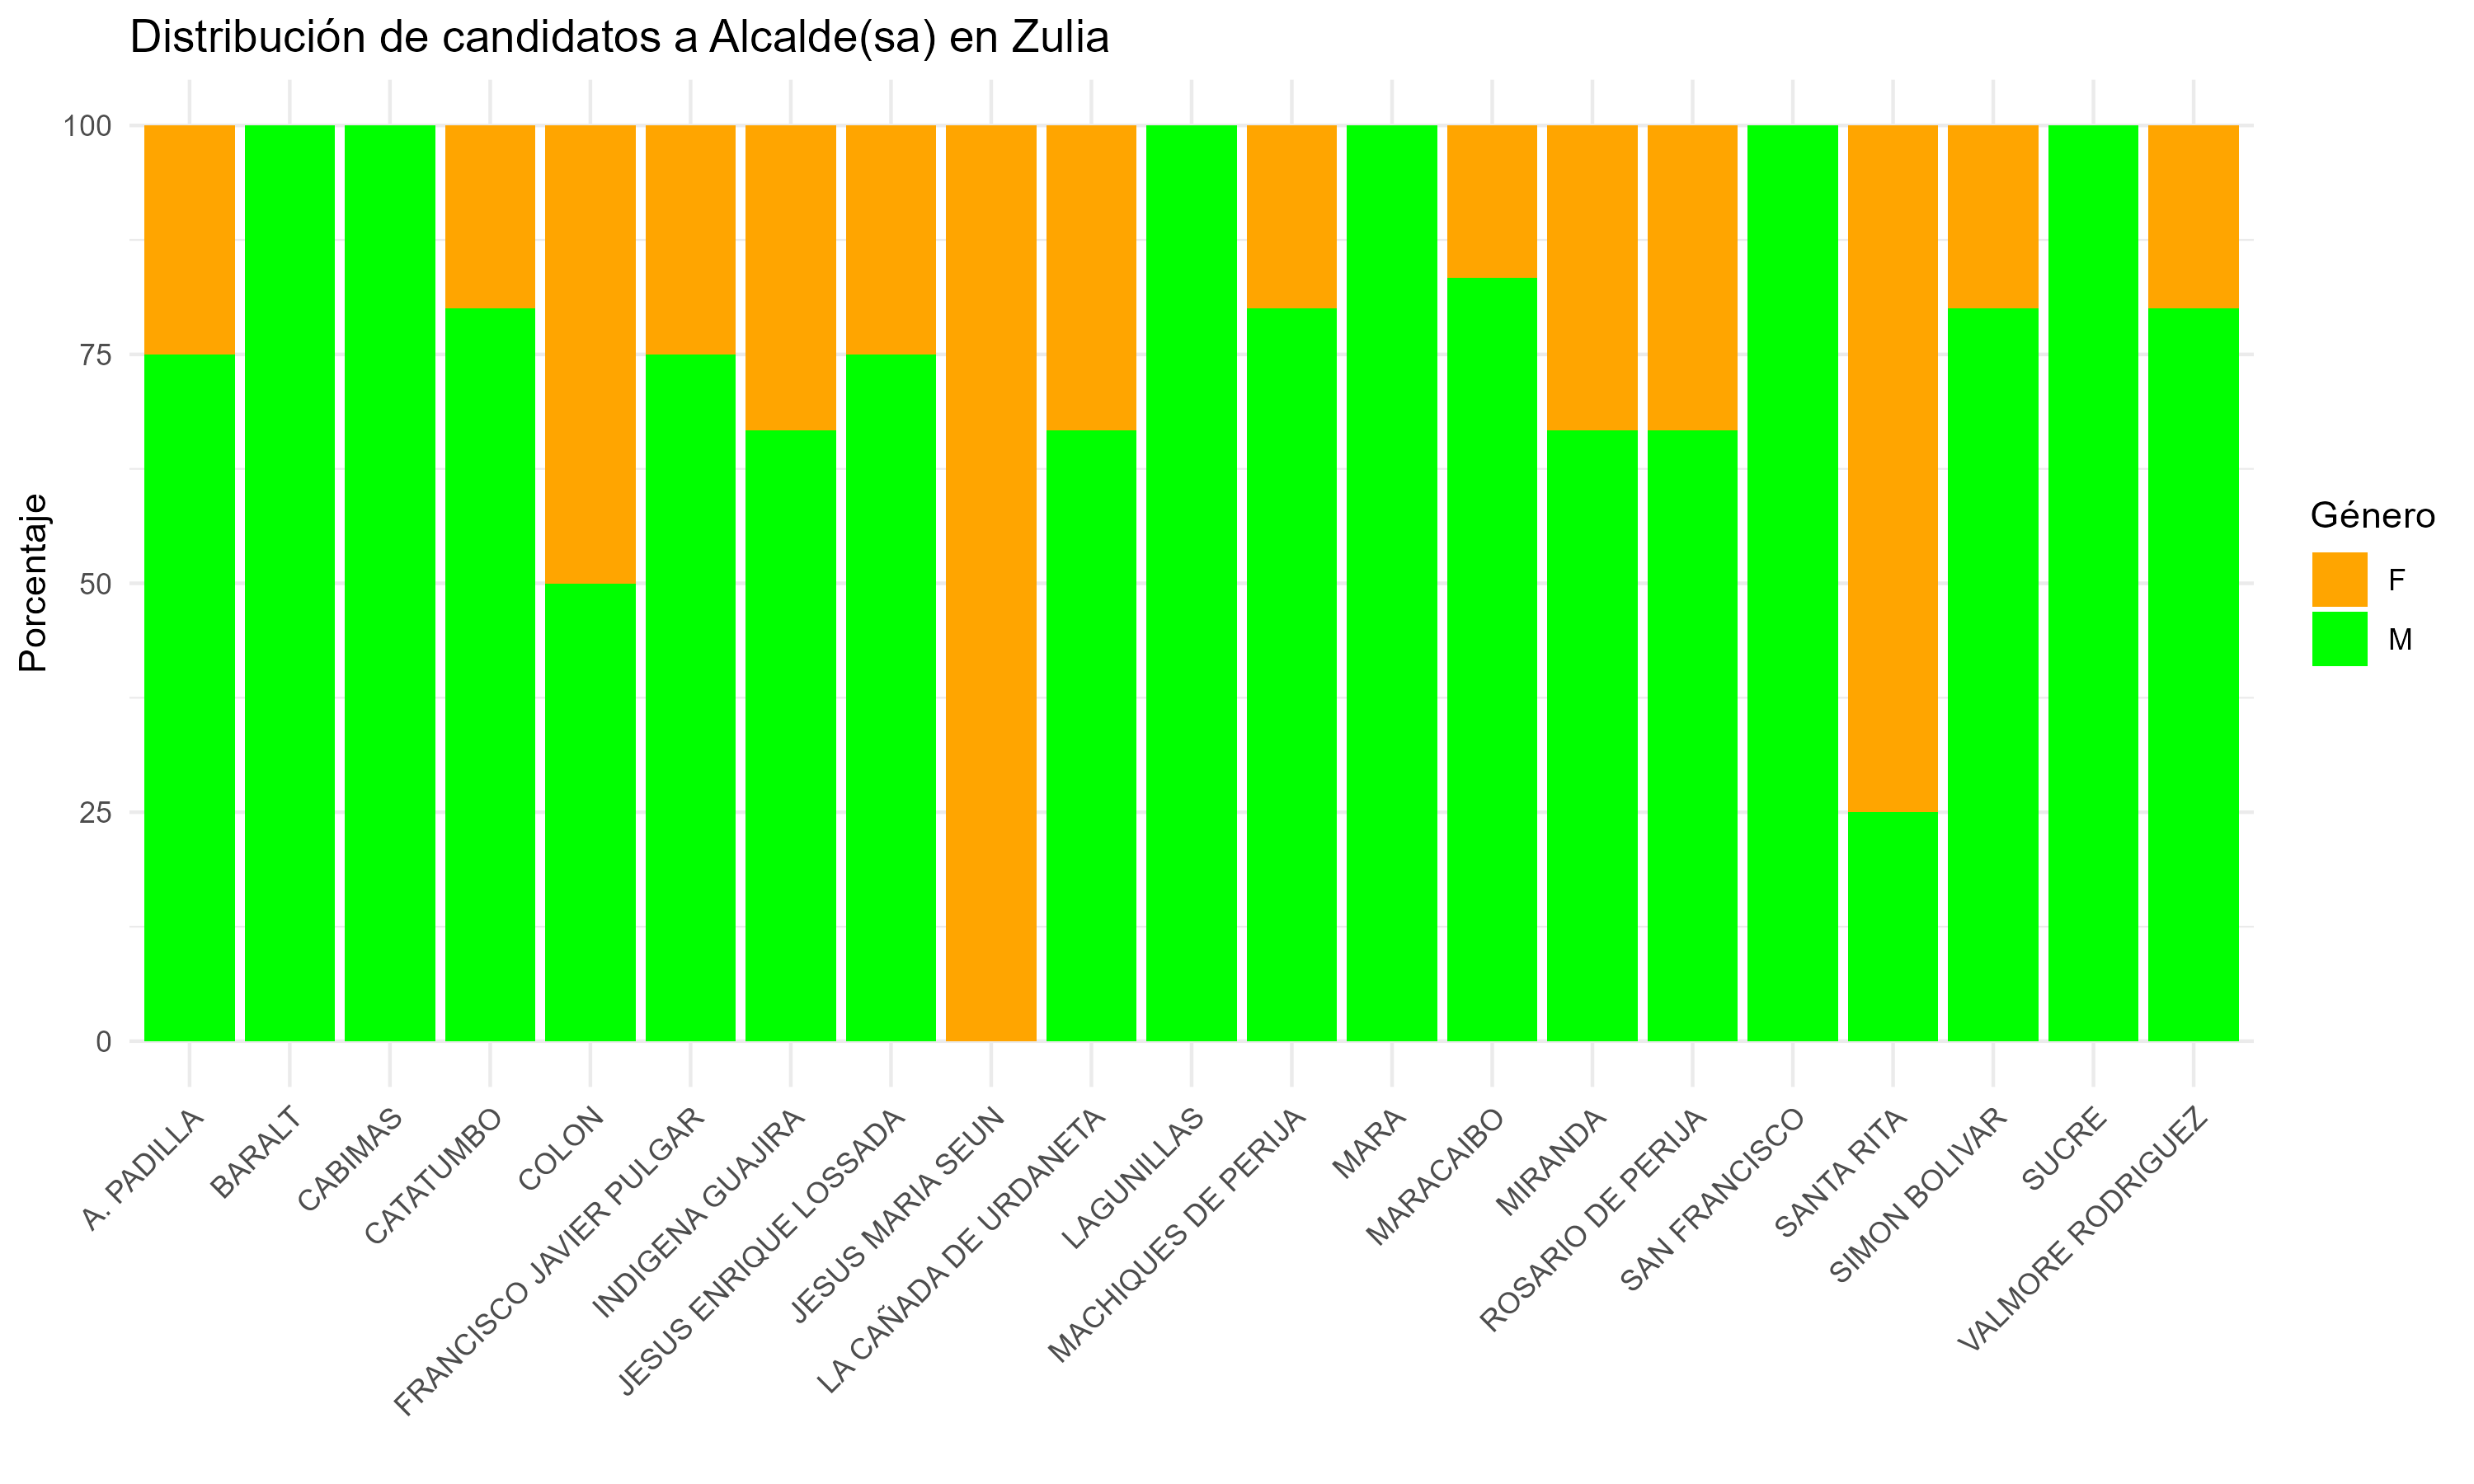 Distribución de candidatos a Alcalde(sa) en Zulia
Porcentaje
100
75
50
25
0
A. PADILLA
BARALT
CABIMAS
CATATUMBO
COLON
FRANCISCO JAVIER PULGAR
INDIGENA GUAJIRA
JESUS ENRIQUE LOSSADA
JESUS MARIA SEUN
LA CAÑADA DE URDANETA
LAGUNILLAS
MACHIQUES DE PERIJA
MARA
MARACAIBO
MIRANDA
ROSARIO DE PERIJA
SAN FRANCISCO
SANTA RITA
SIMON BOLIVAR
SUCRE
VALMORE RODRIGUEZ
Género
F
M